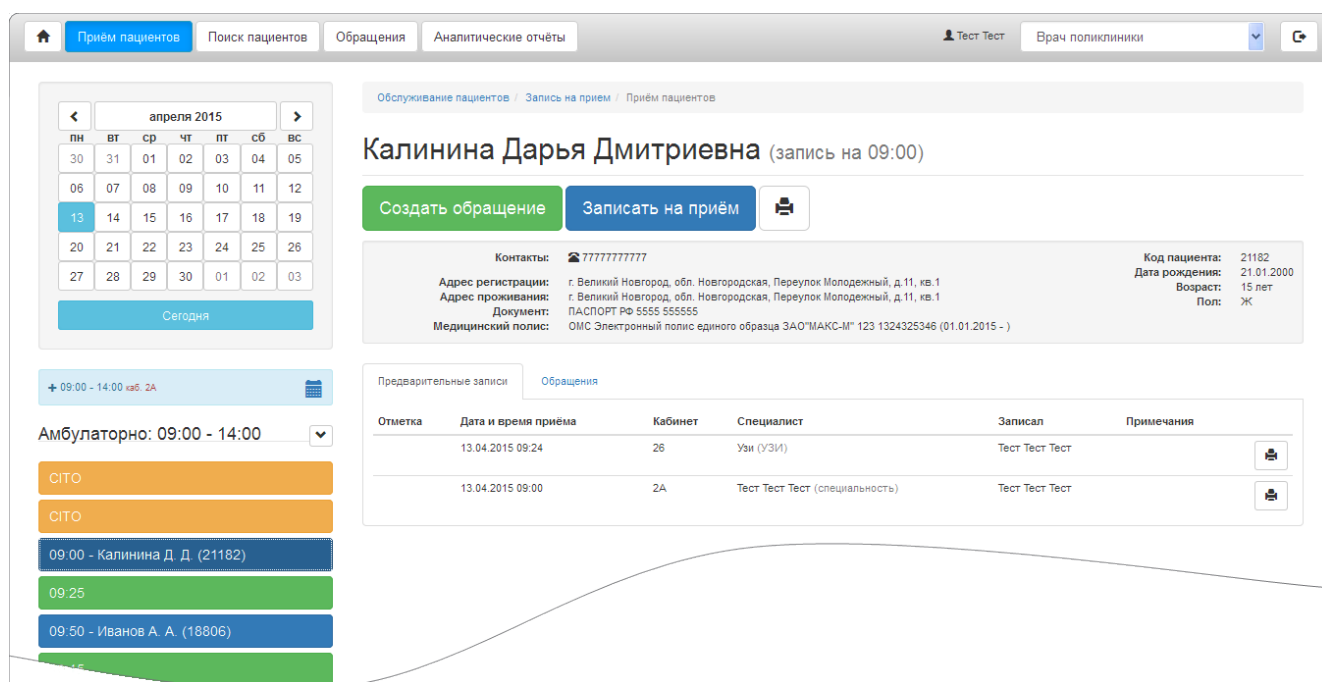 Приём пациентов Поиск пациентов Обращения Аналитические отчёты Тест Тест Врач поликлиники
апреля 2015
пн вт ср чт пт сб вс
30 31 01 02 03 04 05
06 07 08 09 10 11 12
13 14 15 16 17 18 19
20 21 22 23 24 25 26
27 28 29 30 01 02 03
Сегодня
+ 09:00 - 14:00 каб. 2А
Амбулаторно: 09:00 - 14:00
CITO
CITO
09:00 - Калинина Д. Д. (21182)
09:25
09:50 - Иванов А. А. (18806)
Обслуживание пациентов / Запись на прием / Приём пациентов
Калинина Дарья Дмитриевна (запись на 09:00)
Создать обращение Записать на приём
Контакты: 77777777777
Адрес регистрации: г. Великий Новгород, обл. Новгородская, Переулок Молодежный, д.11, кв.1
Адрес проживания: г. Великий Новгород, обл. Новгородская, Переулок Молодежный, д.11, кв.1
Документ: ПАСПОРТ РФ 5555 555555
Медицинский полис: ОМС Электронный полис единого образца ЗАО"МАКС-М" 123 1324325346 (01.01.2015 - )
Код пациента: 21182
Дата рождения: 21.01.2000
Возраст: 15 лет
Пол: Ж
Предварительные записи Обращения
Отметка Дата и время приёма Кабинет Специалист Записал Примечания
13.04.2015 09:24 26 Узи (УЗИ) Тест Тест Тест
13.04.2015 09:00 2А Тест Тест Тест (специальность) Тест Тест Тест